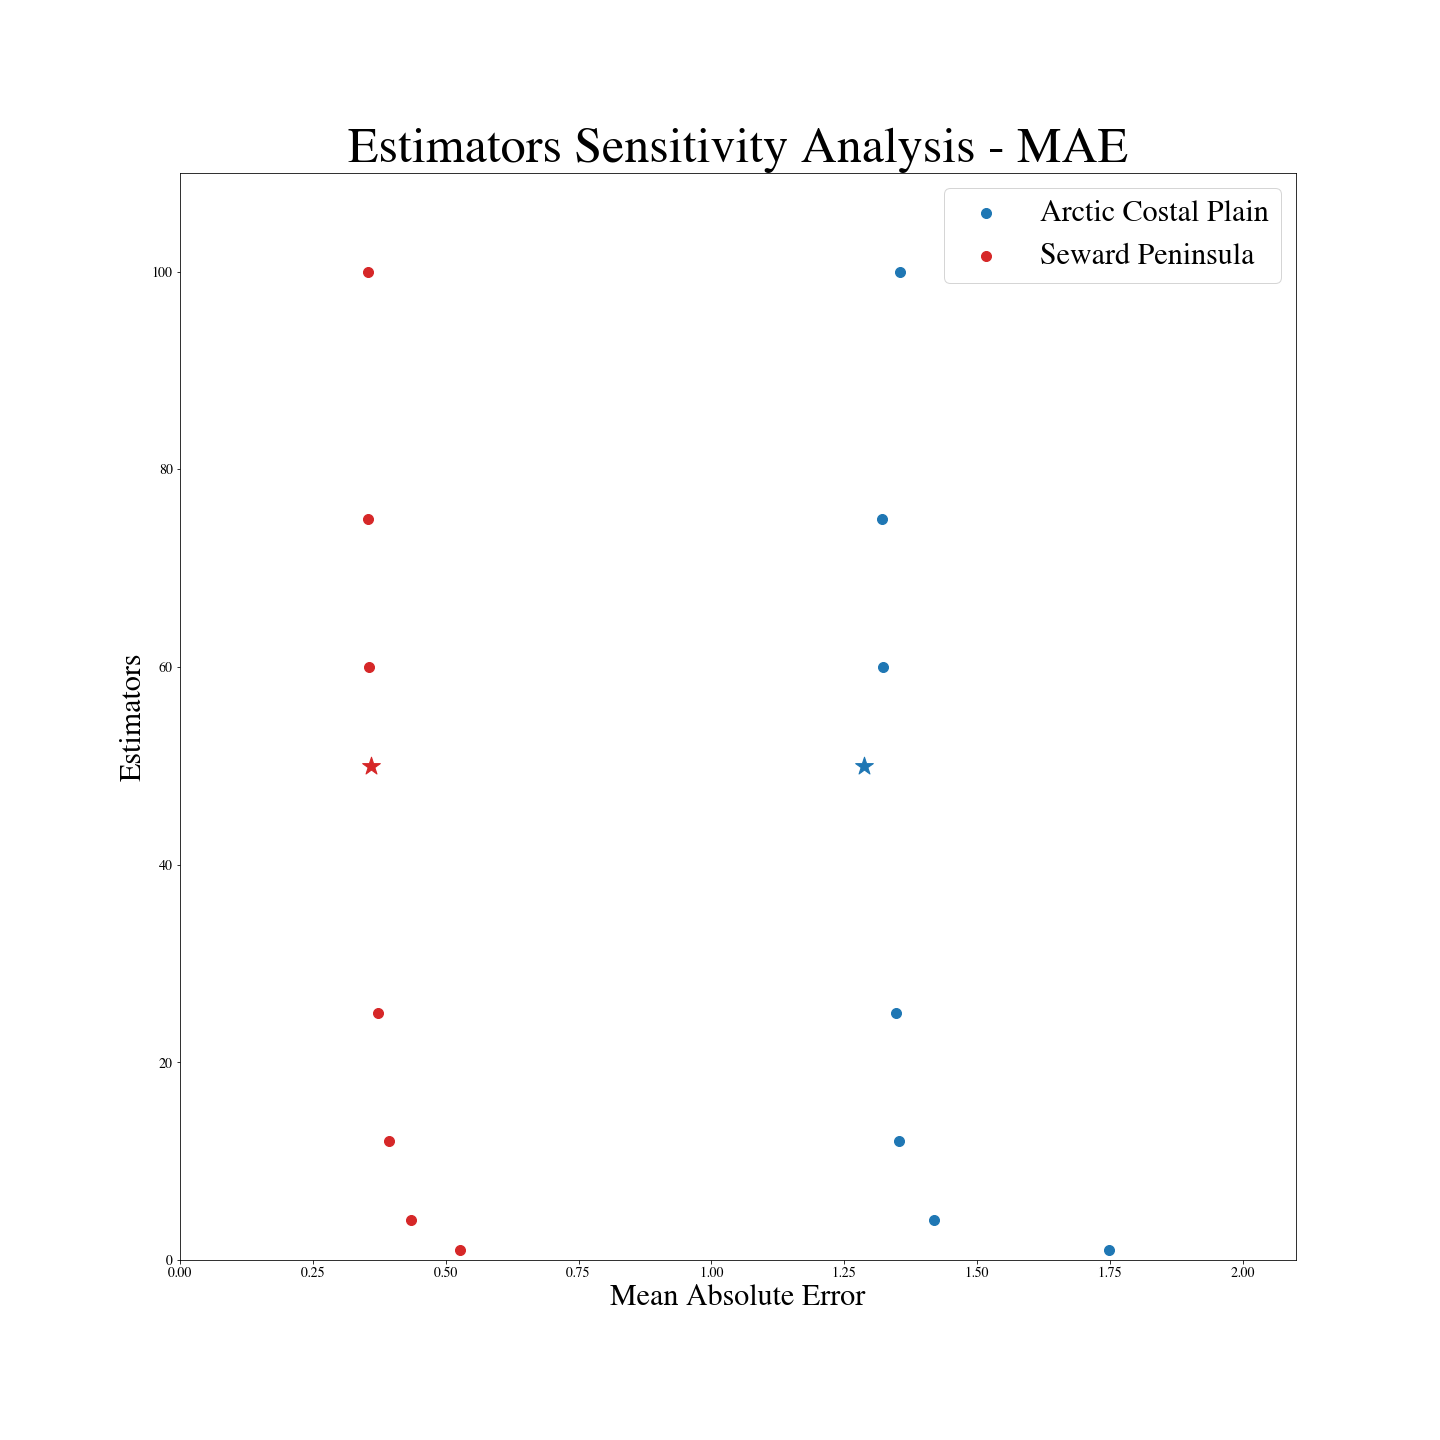 Estimators Sensitivity Analysis - MAE
Arctic Costal Plain
Seward Peninsula
100
80
60
40
20
0
Estimators
0.00 0.25 0.50 0.75 1.00 1.25 1.50 1.75 2.00
Mean Absolute Error